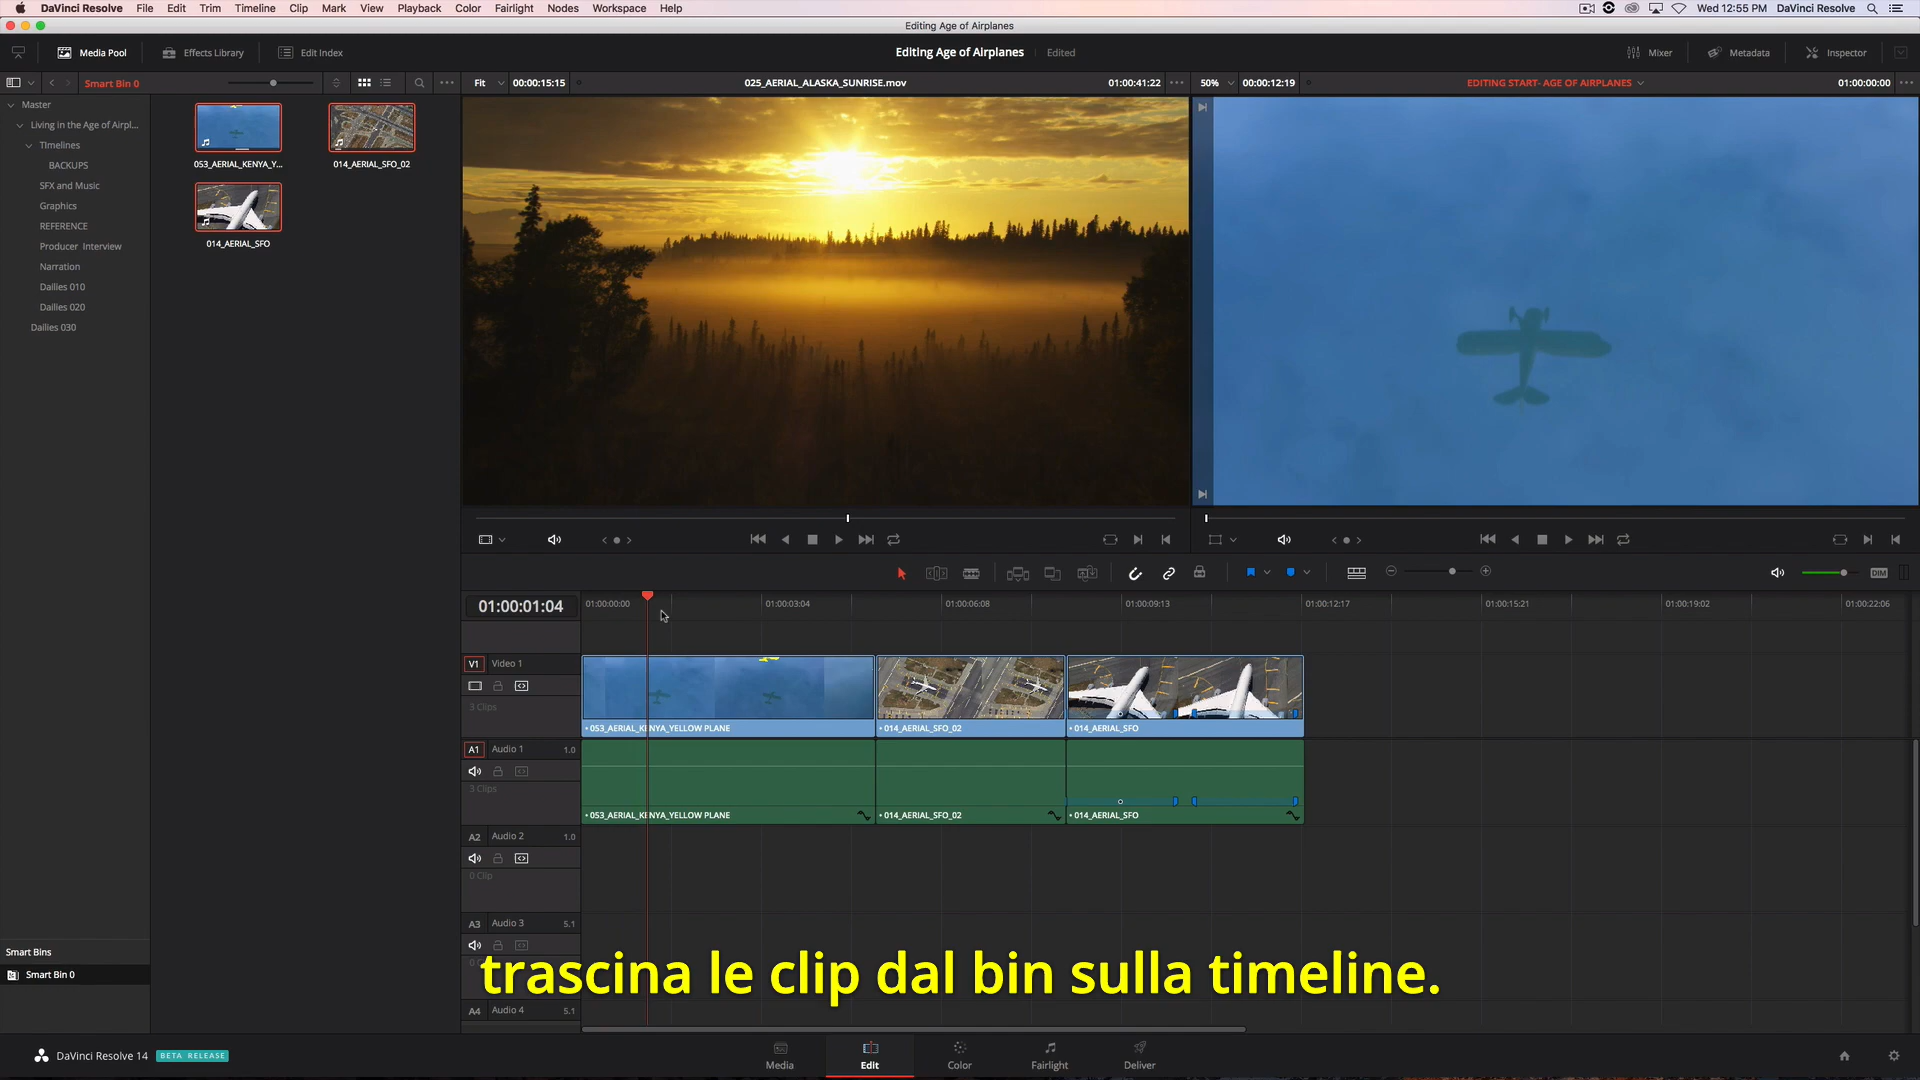 DaVinci Resolve File Edit Trim Timeline Clip Mark View Playback Color Fairlight Nodes Workspace Help
Wed 12:55 PM DaVinci Resolve
Editing Age of Airplanes
Media Pool Effects Library Edit Index
Editing Age of Airplanes Edited
Mixer Metadata Inspector
Smart Bin 0
Fit 00:00:15:15 025_AERIAL_ALASKA_SUNRISE.mov 01:00:41:22
50% 00:00:12:19 EDITING START- AGE OF AIRPLANES 01:00:00:00
Master
Living in the Age of Airpl...
TImelines
BACKUPS
SFX and Music
Graphics
REFERENCE
Producer Interview
Narration
Dailles 010
Dailles 020
Dailles 030
053_AERIAL_KENYA_Y...
014_AERIAL_SFO_02
014_AERIAL_SFO
DIM
01:00:01:04
01:00:00:00 01:00:03:04 01:00:06:08 01:00:09:13 01:00:12:17 01:00:15:21 01:00:19:02 01:00:22:06
V1 Video 1
3 Clips
053_AERIAL_KENYA_YELLOW PLANE
014_AERIAL_SFO_02
014_AERIAL_SFO
A1 Audio 1 1.0
3 Clips
053_AERIAL_KENYA_YELLOW PLANE
014_AERIAL_SFO_02
014_AERIAL_SFO
A2 Audio 2 1.0
0 Clip
A3 Audio 3 5.1
A4 Audio 4 5.1
Smart Bins
Smart Bin 0
trascina le clip dal bin sulla timeline.
DaVinci Resolve 14 BETA RELEASE
Media Edit Color Fairlight Deliver